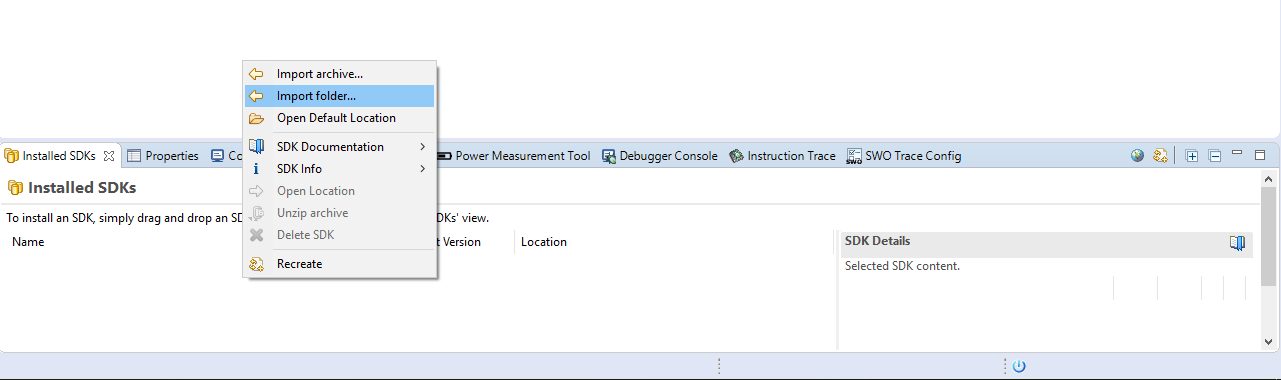 Import archive...
Import folder...
Open Default Location
SDK Documentation
SDK Info
Open Location
Unzip archive
Delete SDK
Recreate
Installed SDKs
Properties
Co
Power Measurement Tool
Debugger Console
Instruction Trace
SWO
SWO Trace Config
Installed SDKs
To install an SDK, simply drag and drop an SD
DKs' view.
Name
t Version
Location
SDK Details
Selected SDK content.